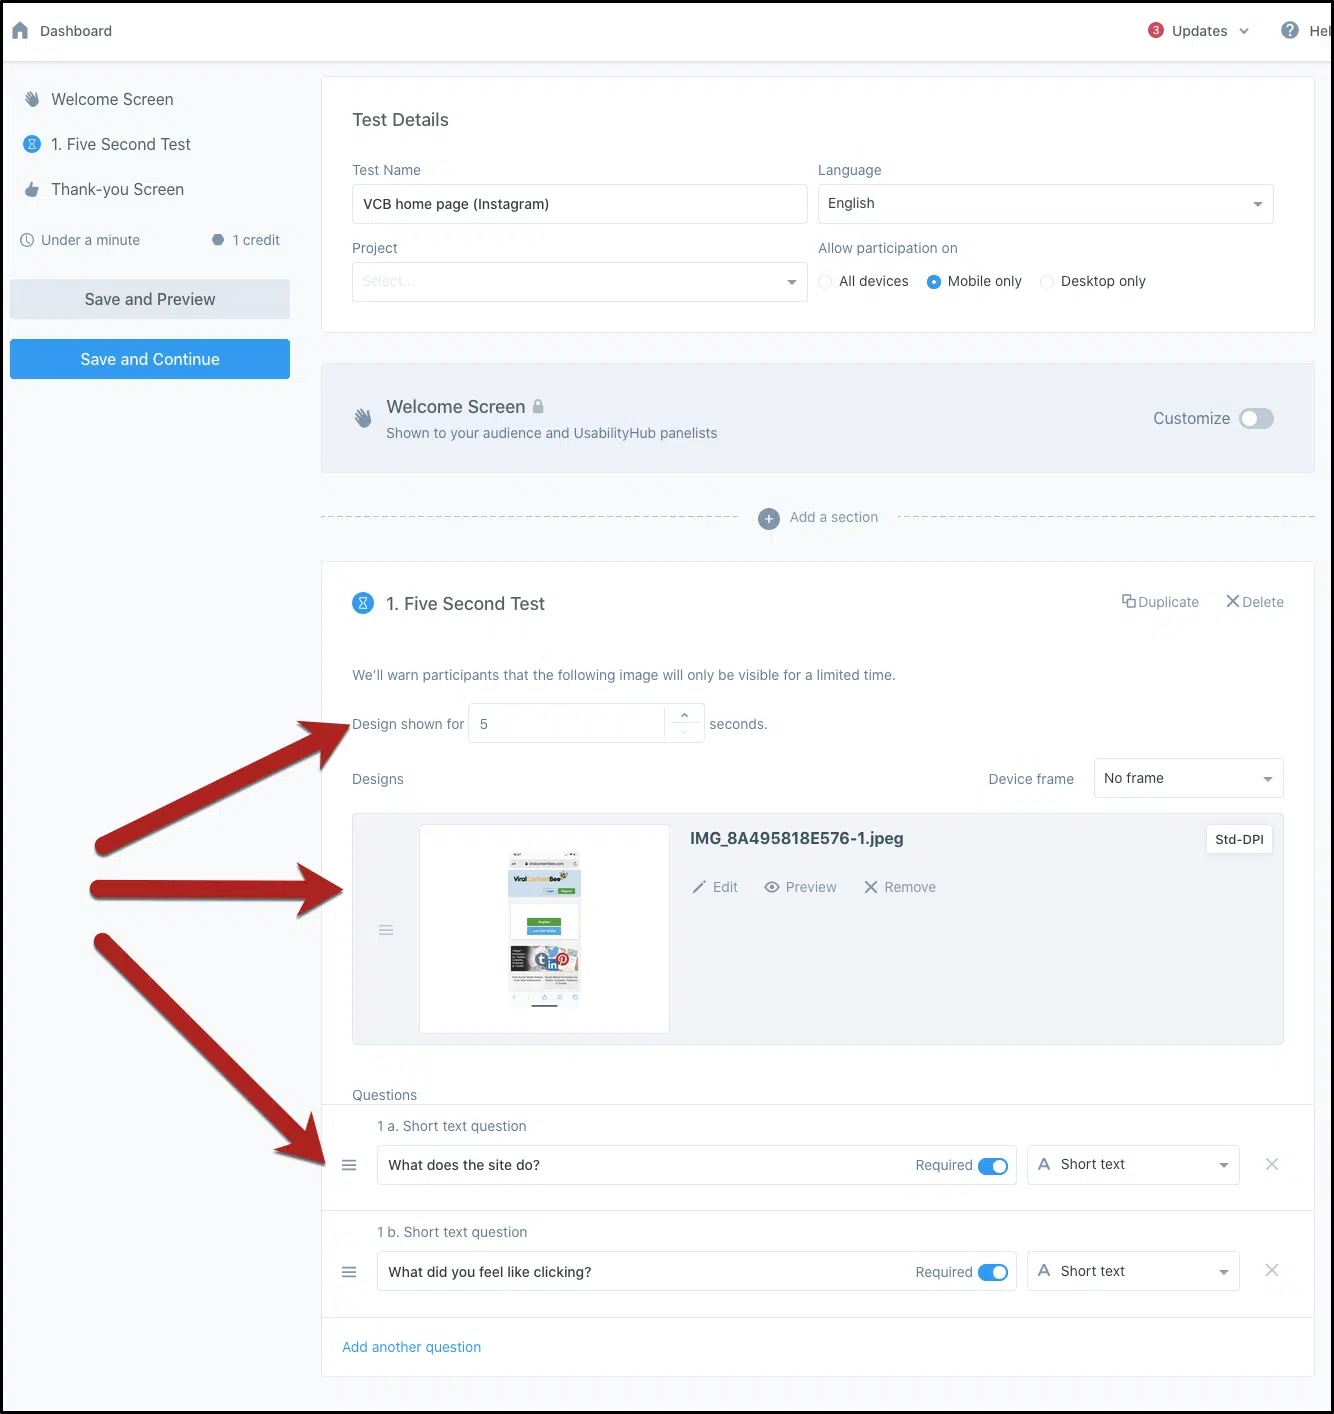 Dashboard
3 Updates
Hel
Welcome Screen
1. Five Second Test
Thank-you Screen
Under a minute
1 credit
Save and Preview
Save and Continue
Test Details
Test Name
Language
VCB home page (Instagram)
English
Project
Allow participation on
Select...
All devices
Mobile only
Desktop only
Welcome Screen
Shown to your audience and UsabilityHub panelists
Customize
Add a section
1. Five Second Test
Duplicate
Delete
We'll warn participants that the following image will only be visible for a limited time.
Design shown for 5 seconds.
Designs
Device frame
No frame
IMG_8A495818E576-1.jpeg
Std-DPI
Edit
Preview
Remove
ViralContentBee
Questions
1 a. Short text question
What does the site do?
Required
Short text
1 b. Short text question
What did you feel like clicking?
Required
Short text
Add another question